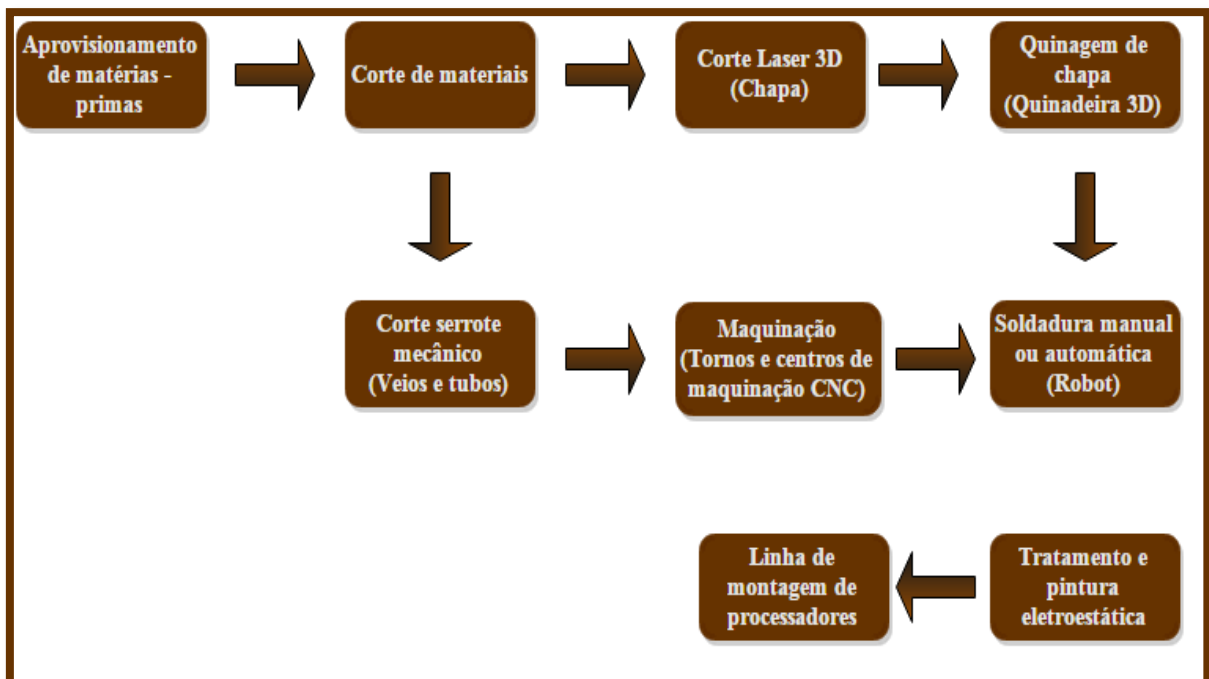 Aprovisionamento
de matérias -
primas
Corte de materiais
Corte Laser 3D
(Chapa)
Quinagem de
chapa
(Quinadeira 3D)
Corte serrote
mecânico
(Veios e tubos)
Maquinação
(Tornos e centros de
maquinação CNC)
Soldadura manual
ou automática
(Robot)
Linha de
montagem de
processadores
Tratamento e
pintura
eletroestática